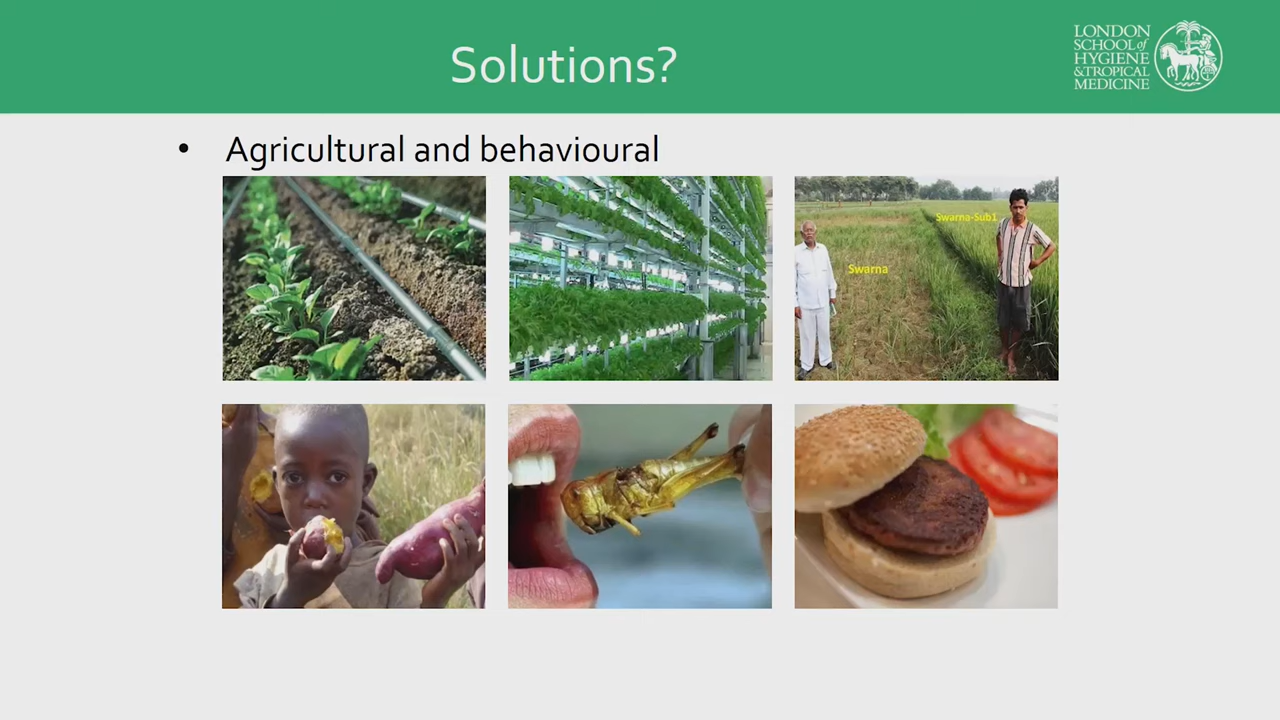 Solutions?
LONDON
SCHOOL of
HYGIENE
& TROPICAL
MEDICINE
• Agricultural and behavioural
Swarna-Sub1
Swarna